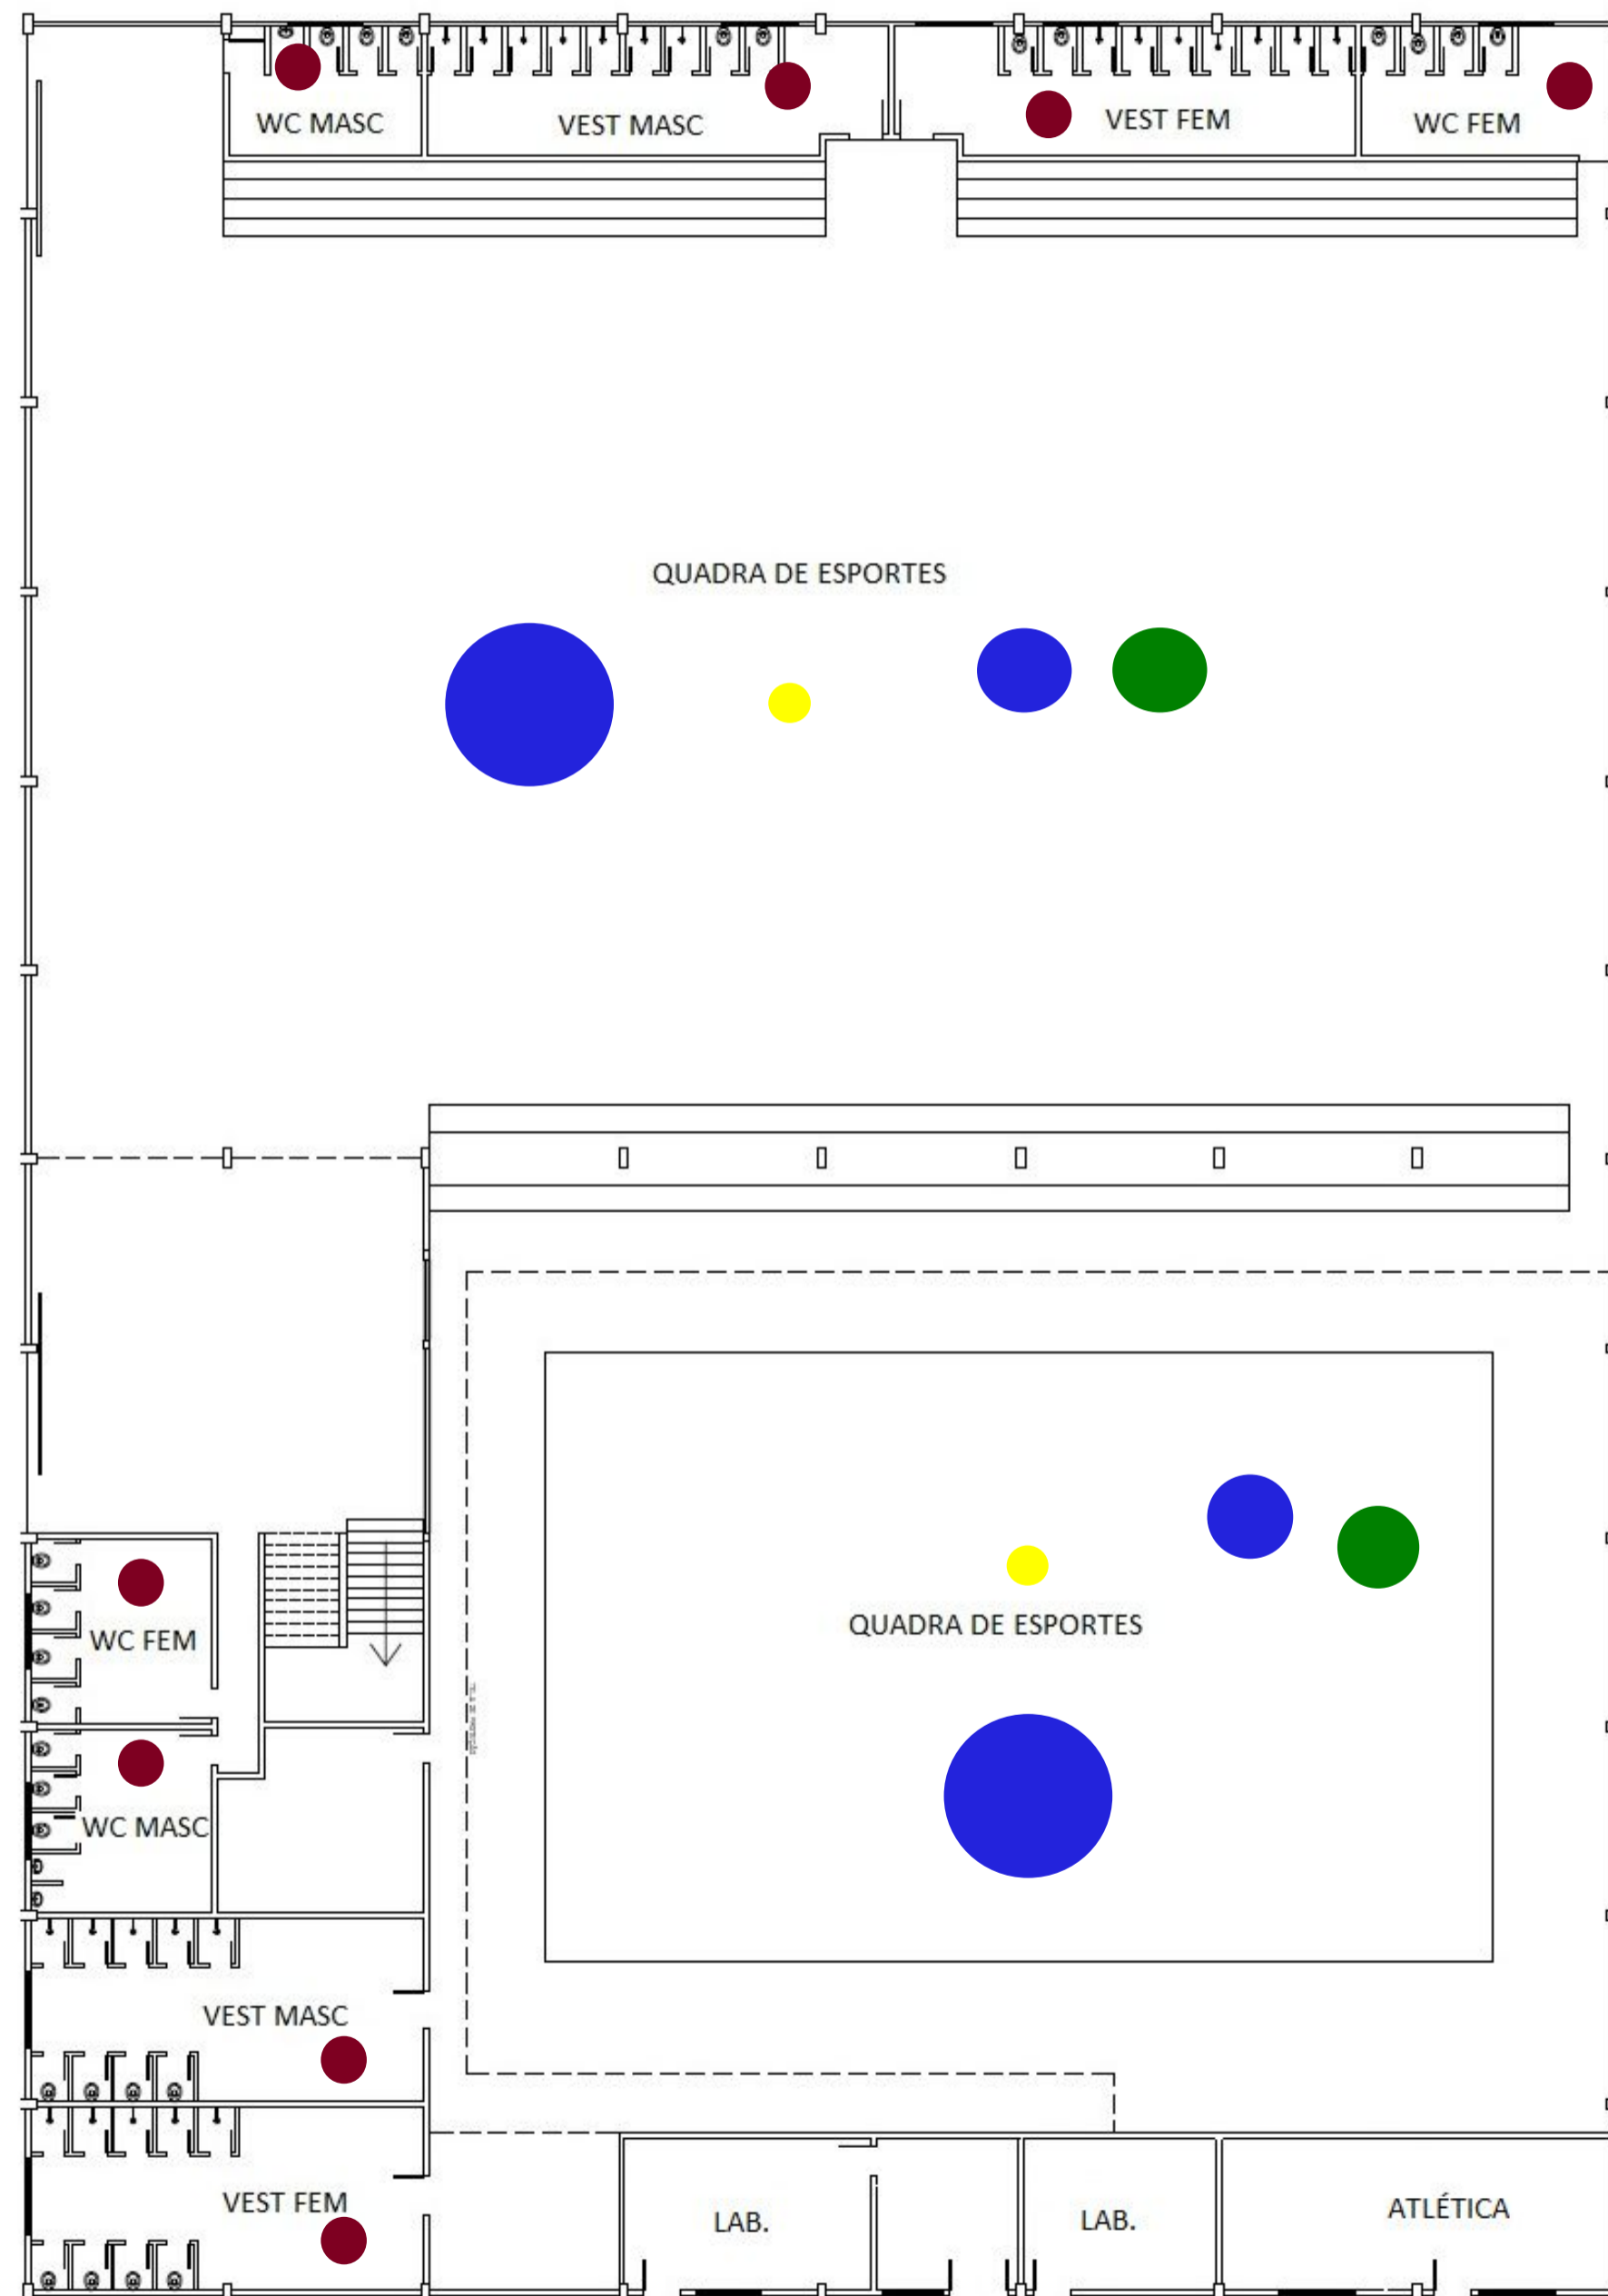 WC MASC
VEST MASC
VEST FEM
WC FEM
QUADRA DE ESPORTES
WC FEM
QUADRA DE ESPORTES
WC MASC
VEST MASC
VEST FEM
LAB.
LAB.
ATLÉTICA